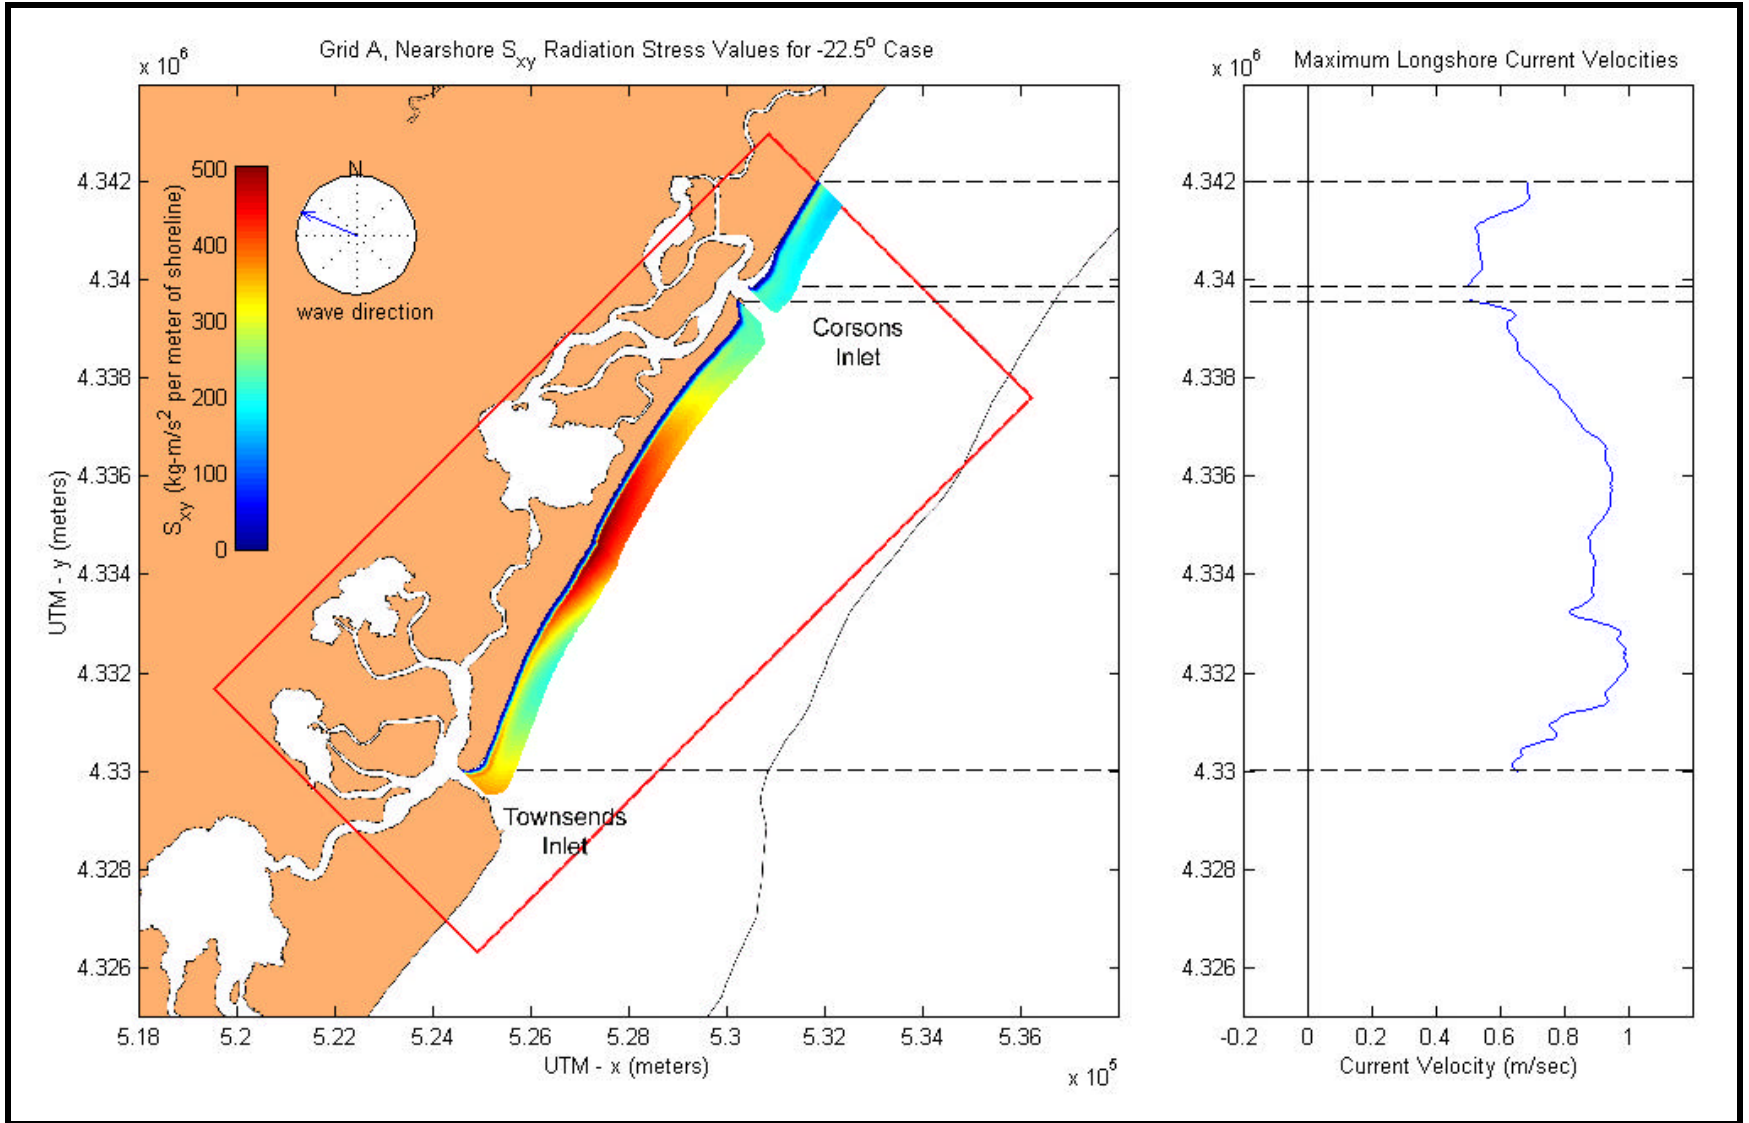 Grid A, Nearshore Sxy Radiation Stress Values for -22.5o Case
x 10^6
4.342
4.34
4.338
4.336
4.334
4.332
4.33
4.328
4.326
UTM - y (meters)
500
400
300
200
100
0
Sxy (kg-m/s^2 per meter of shoreline)
N
wave direction
Corsons
Inlet
Townsends
Inlet
5.18 5.2 5.22 5.24 5.26 5.28 5.3 5.32 5.34 5.36
UTM - x (meters)
x 10^5
Maximum Longshore Current Velocities
x 10^6
4.342
4.34
4.338
4.336
4.334
4.332
4.33
4.328
4.326
-0.2 0 0.2 0.4 0.6 0.8 1
Current Velocity (m/sec)